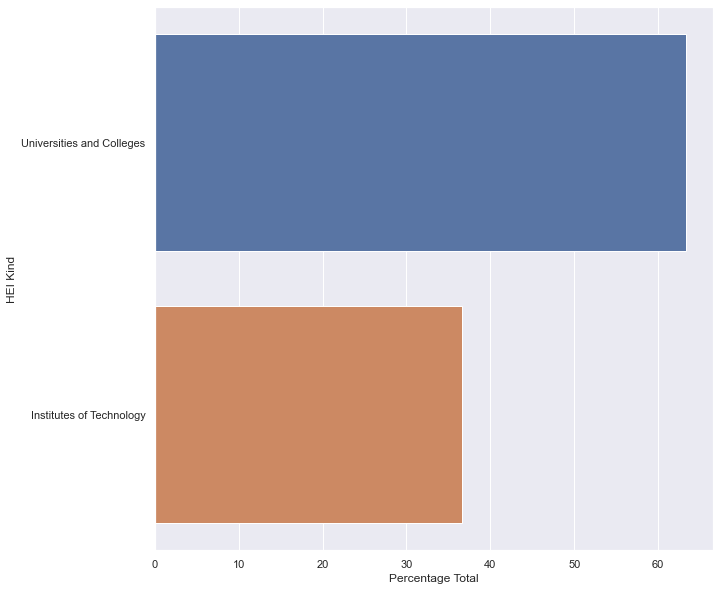 HEI Kind
Universities and Colleges
Institutes of Technology
0 10 20 30 40 50 60
Percentage Total